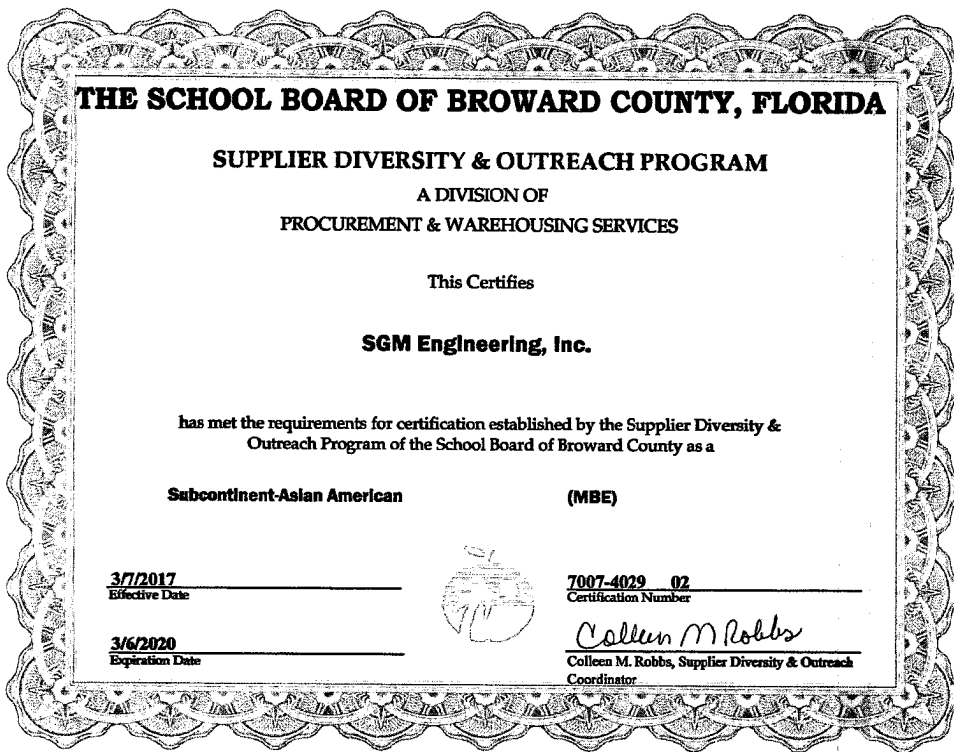 THE SCHOOL BOARD OF BROWARD COUNTY, FLORIDA
SUPPLIER DIVERSITY & OUTREACH PROGRAM
A DIVISION OF
PROCUREMENT & WAREHOUSING SERVICES
This Certifies
SGM Engineering, Inc.
has met the requirements for certification established by the Supplier Diversity &
Outreach Program of the School Board of Broward County as a
Subcontinent-Asian American (MBE)
3/7/2017
Effective Date
7007-4029 02
Certification Number
3/6/2020
Expiration Date
Colleen M Robbs
Colleen M. Robbs, Supplier Diversity & Outreach
Coordinator